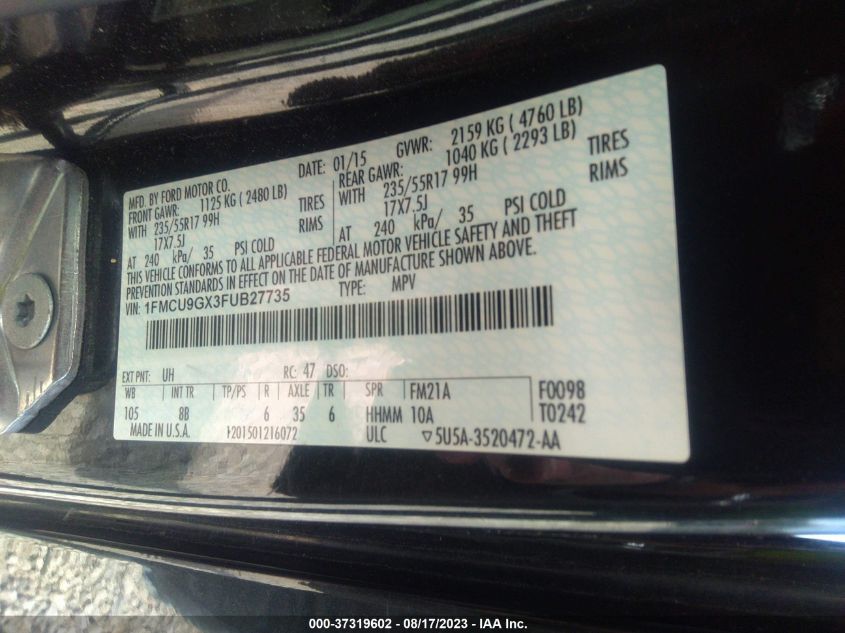 MFD. BY FORD MOTOR CO.
DATE: 01/15 GVWR: 2159 KG ( 4760 LB)
FRONT GAWR: 1125 KG ( 2480 LB) REAR GAWR: 1040 KG ( 2293 LB)
WITH 235/55R17 99H TIRES WITH 235/55R17 99H TIRES
17X7.5J RIMS 17X7.5J RIMS
AT 240 kPa/ 35 PSI COLD AT 240 kPa/ 35 PSI COLD
THIS VEHICLE CONFORMS TO ALL APPLICABLE FEDERAL MOTOR VEHICLE SAFETY AND THEFT
PREVENTION STANDARDS IN EFFECT ON THE DATE OF MANUFACTURE SHOWN ABOVE.
VIN: 1FMCU9GX3FUB27735 TYPE: MPV
EXT PNT: UH RC: 47 DSO:
WB INT TR TP/PS R AXLE TR SPR FM21A F0098
105 8B 6 35 6 HHMM 10A T0242
MADE IN U.S.A. F201501216072 ULC ▽5U5A-3520472-AA
000-37319602 - 08/17/2023 - IAA Inc.